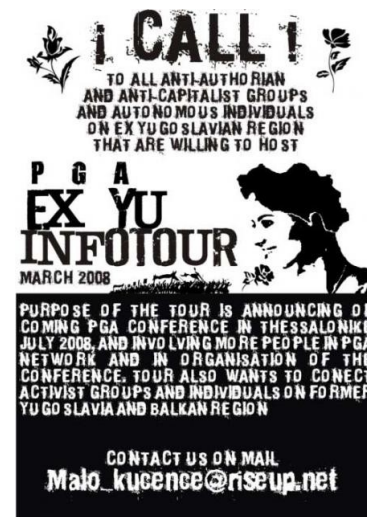 ¡ CALL !
TO ALL ANTI-AUTHORIAN
AND ANTI-CAPITALIST GROUPS
AND AUTONOMOUS INDIVIDUALS
ON EX YUGOSLAVIAN REGION
THAT ARE WILLING TO HOST
PGA
EX YU
INFOTOUR
MARCH 2008
PURPOSE OF THE TOUR IS ANNOUNCING OF
COMING PGA CONFERENCE IN THESSALONIKE
JULY 2008, AND INVOLVING MORE PEOPLE IN PGA
NETWORK AND IN ORGANISATION OF THE
CONFERENCE. TOUR ALSO WANTS TO CONECT
ACTIVIST GROUPS AND INDIVIDUALS ON FORMER
YUGOSLAVIA AND BALKAN REGION
CONTACT US ON MAIL
Malo_kucence@riseup.net